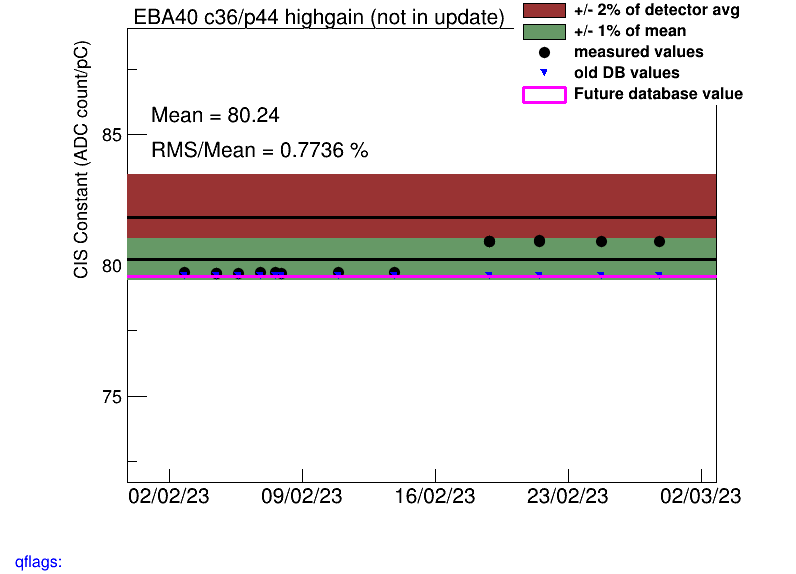 EBA40 c36/p44 highgain (not in update)
+/- 2% of detector avg
+/- 1% of mean
measured values
old DB values
Future database value
CIS Constant (ADC count/pC)
Mean = 80.24
RMS/Mean = 0.7736 %
85
80
75
02/02/23 09/02/23 16/02/23 23/02/23 02/03/23
qflags: